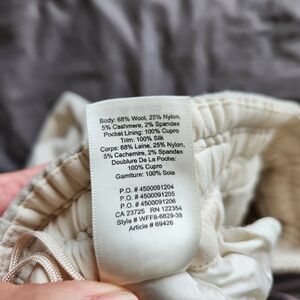 Body: 68% Wool, 25% Nylon,
5% Cashmere, 2% Spandex
Pocket Lining: 100% Cupro
Trim: 100% Silk
Corps: 68% Laine, 25% Nylon,
5% Cachemire, 2% Spandex
Doublure De La Poche:
100% Cupro
Garniture: 100% Soie
P.O. # 4500091204
P.O. # 4500091205
P.O. # 4500091206
CA 23725 RN 122354
Style # WFF8-6829-38
Article # 69426